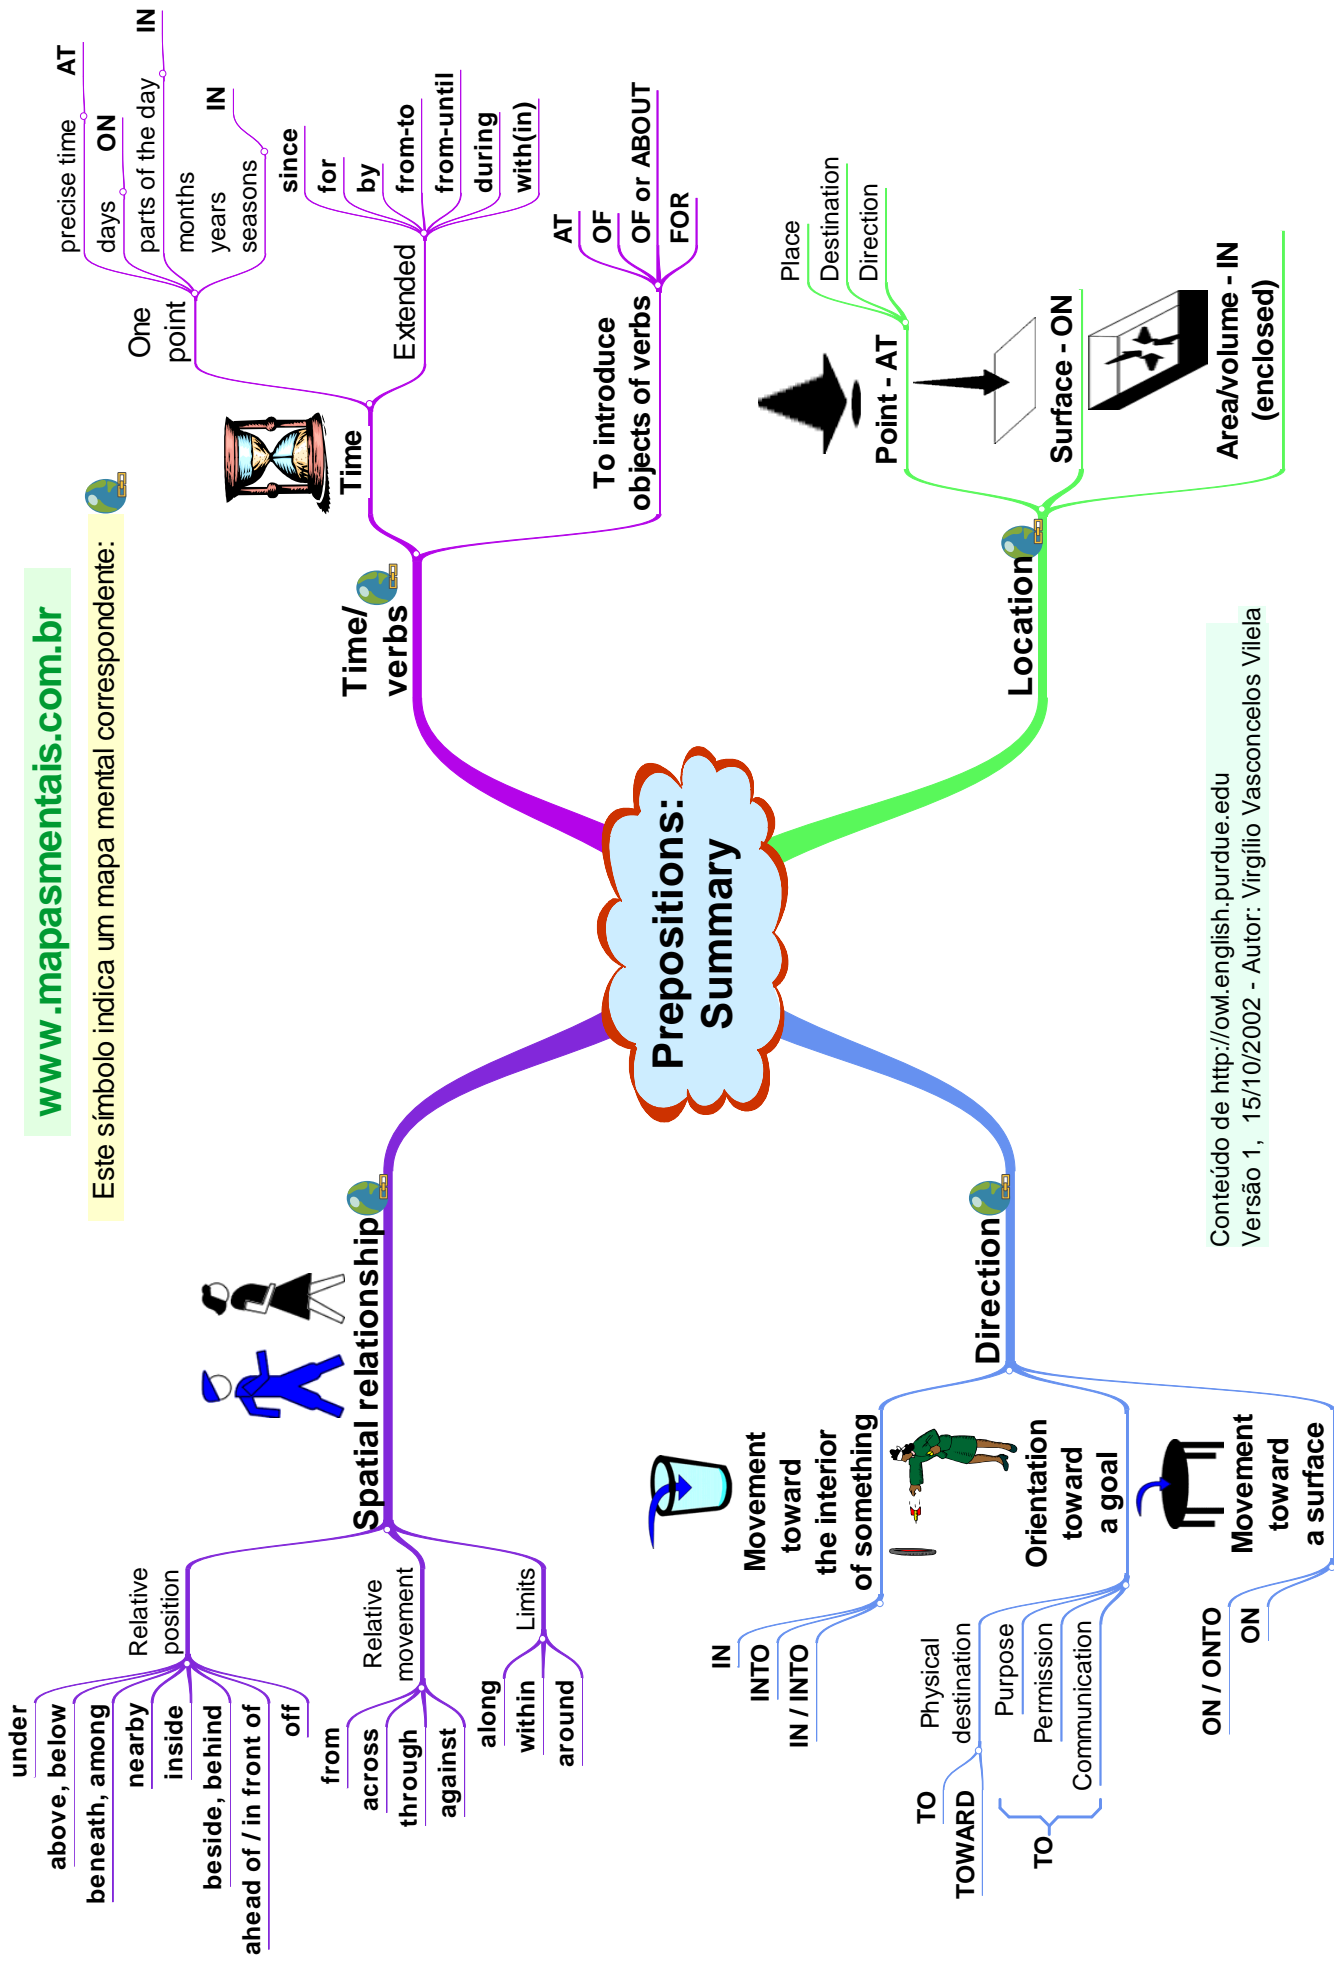 www.mapasmentais.com.br
Este símbolo indica um mapa mental correspondente:
Prepositions:
Summary
Time/
verbs
Time
One
point
precise time
AT
days
ON
parts of the day
IN
months
years
seasons
IN
Extended
since
for
by
from-to
from-until
during
with(in)
To introduce
objects of verbs
AT
OF
OF or ABOUT
FOR
Location
Point - AT
Place
Destination
Direction
Surface - ON
Area/volume - IN
(enclosed)
Spatial relationship
Relative
position
under
above, below
beneath, among
nearby
inside
beside, behind
ahead of / in front of
off
Relative
movement
from
across
through
against
Limits
along
within
around
Direction
Movement
toward
the interior
of something
IN
INTO
IN / INTO
Orientation
toward
a goal
Physical
destination
TO
TOWARD
Purpose
Permission
Communication
TO
Movement
toward
a surface
ON / ONTO
ON
Conteúdo de http://owl.english.purdue.edu
Versão 1, 15/10/2002 - Autor: Virgílio Vasconcelos Vilela